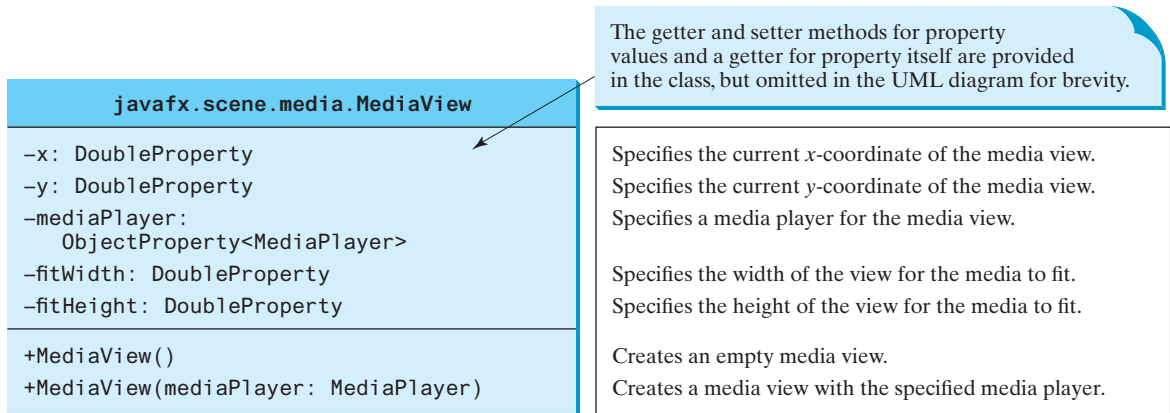 The getter and setter methods for property
values and a getter for property itself are provided
in the class, but omitted in the UML diagram for brevity.
javafx.scene.media.MediaView
–x: DoubleProperty
Specifies the current x-coordinate of the media view.
–y: DoubleProperty
Specifies the current y-coordinate of the media view.
–mediaPlayer:
Specifies a media player for the media view.
ObjectProperty<MediaPlayer>
–fitWidth: DoubleProperty
Specifies the width of the view for the media to fit.
–fitHeight: DoubleProperty
Specifies the height of the view for the media to fit.
+MediaView()
Creates an empty media view.
+MediaView(mediaPlayer: MediaPlayer)
Creates a media view with the specified media player.